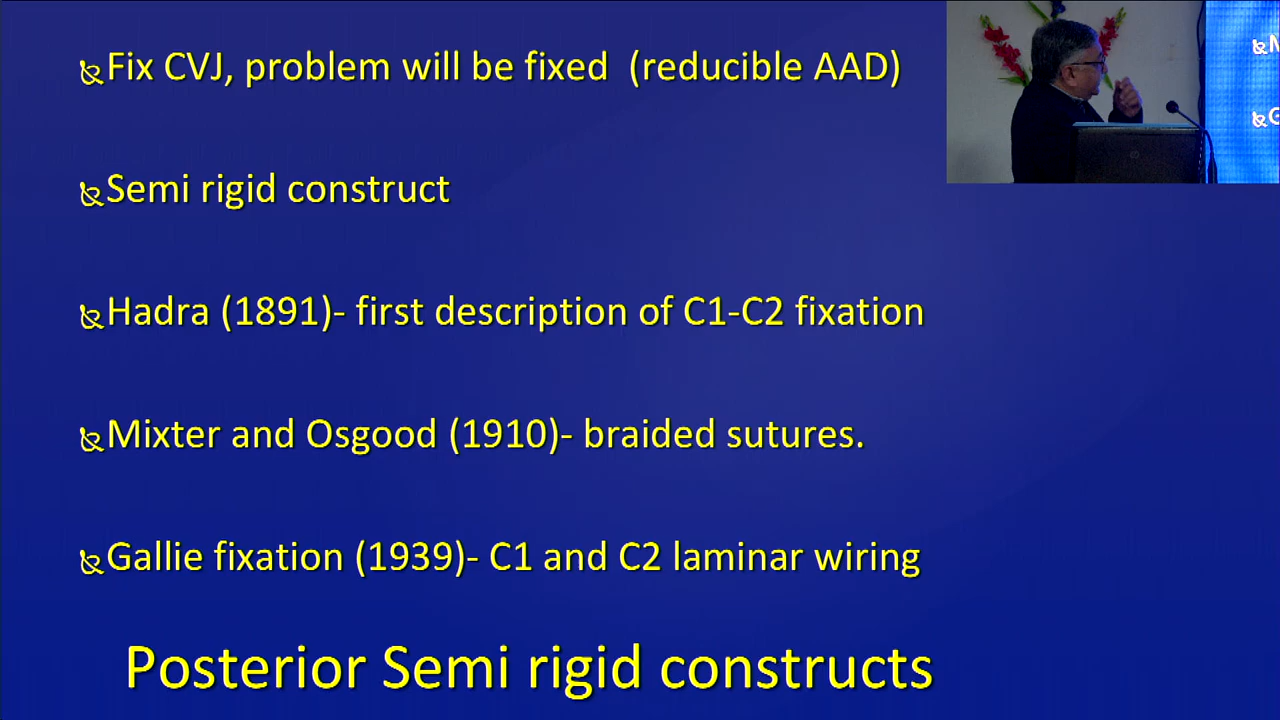 Fix CVJ, problem will be fixed (reducible AAD)
Semi rigid construct
Hadra (1891)- first description of C1-C2 fixation
Mixter and Osgood (1910)- braided sutures.
Gallie fixation (1939)- C1 and C2 laminar wiring
Posterior Semi rigid constructs
M
G